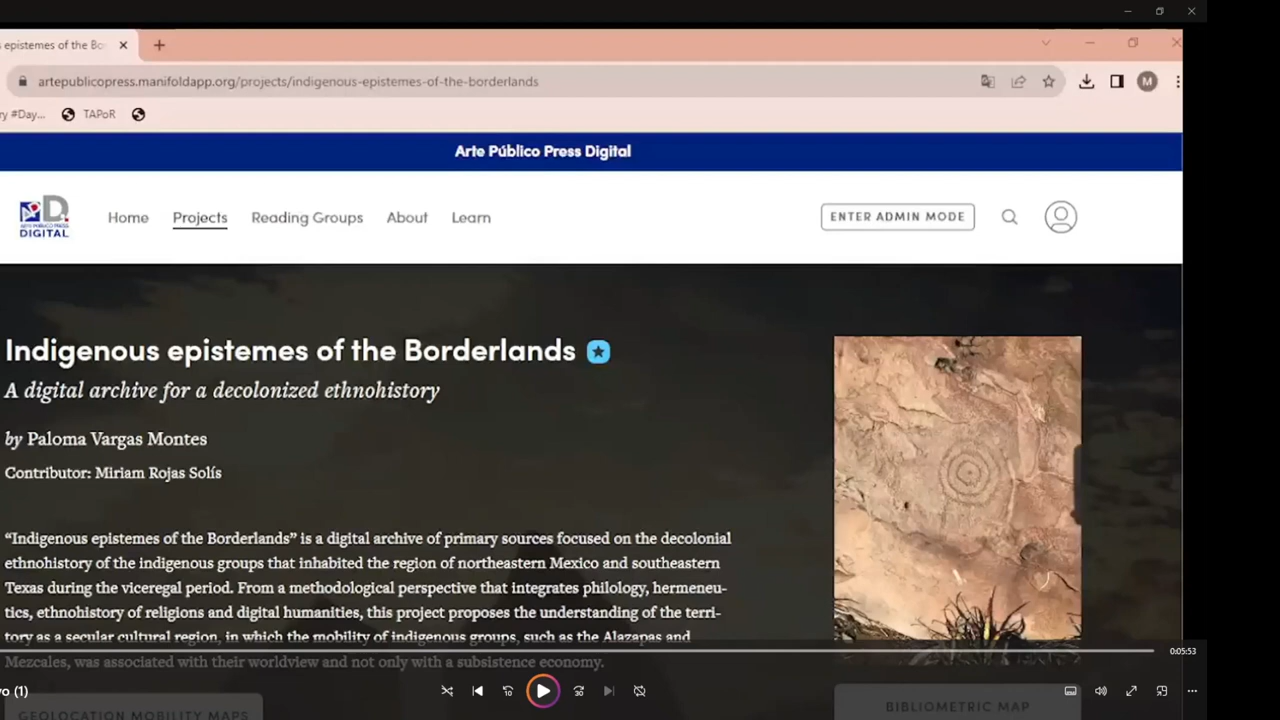 epistemes of the Bo
artepublicopress.manifoldapp.org/projects/indigenous-epistemes-of-the-borderlands
M
ry #Day... TAPoR
Arte Público Press Digital
D
ARTE PÚBLICO PRESS
DIGITAL
Home Projects Reading Groups About Learn
ENTER ADMIN MODE
Indigenous epistemes of the Borderlands
A digital archive for a decolonized ethnohistory
by Paloma Vargas Montes
Contributor: Miriam Rojas Solís
“Indigenous epistemes of the Borderlands” is a digital archive of primary sources focused on the decolonial
ethnohistory of the indigenous groups that inhabited the region of northeastern Mexico and southeastern
Texas during the viceregal period. From a methodological perspective that integrates philology, hermeneu-
tics, ethnohistory of religions and digital humanities, this project proposes the understanding of the terri-
tory as a secular cultural region, in which the mobility of indigenous groups, such as the Alazapas and
Mezcales, was associated with their worldview and not only with a subsistence economy.
0:05:53
vo (1)
10
30
GEOLOCATION MOBILITY MAPS
BIBLIOMETRIC MAP